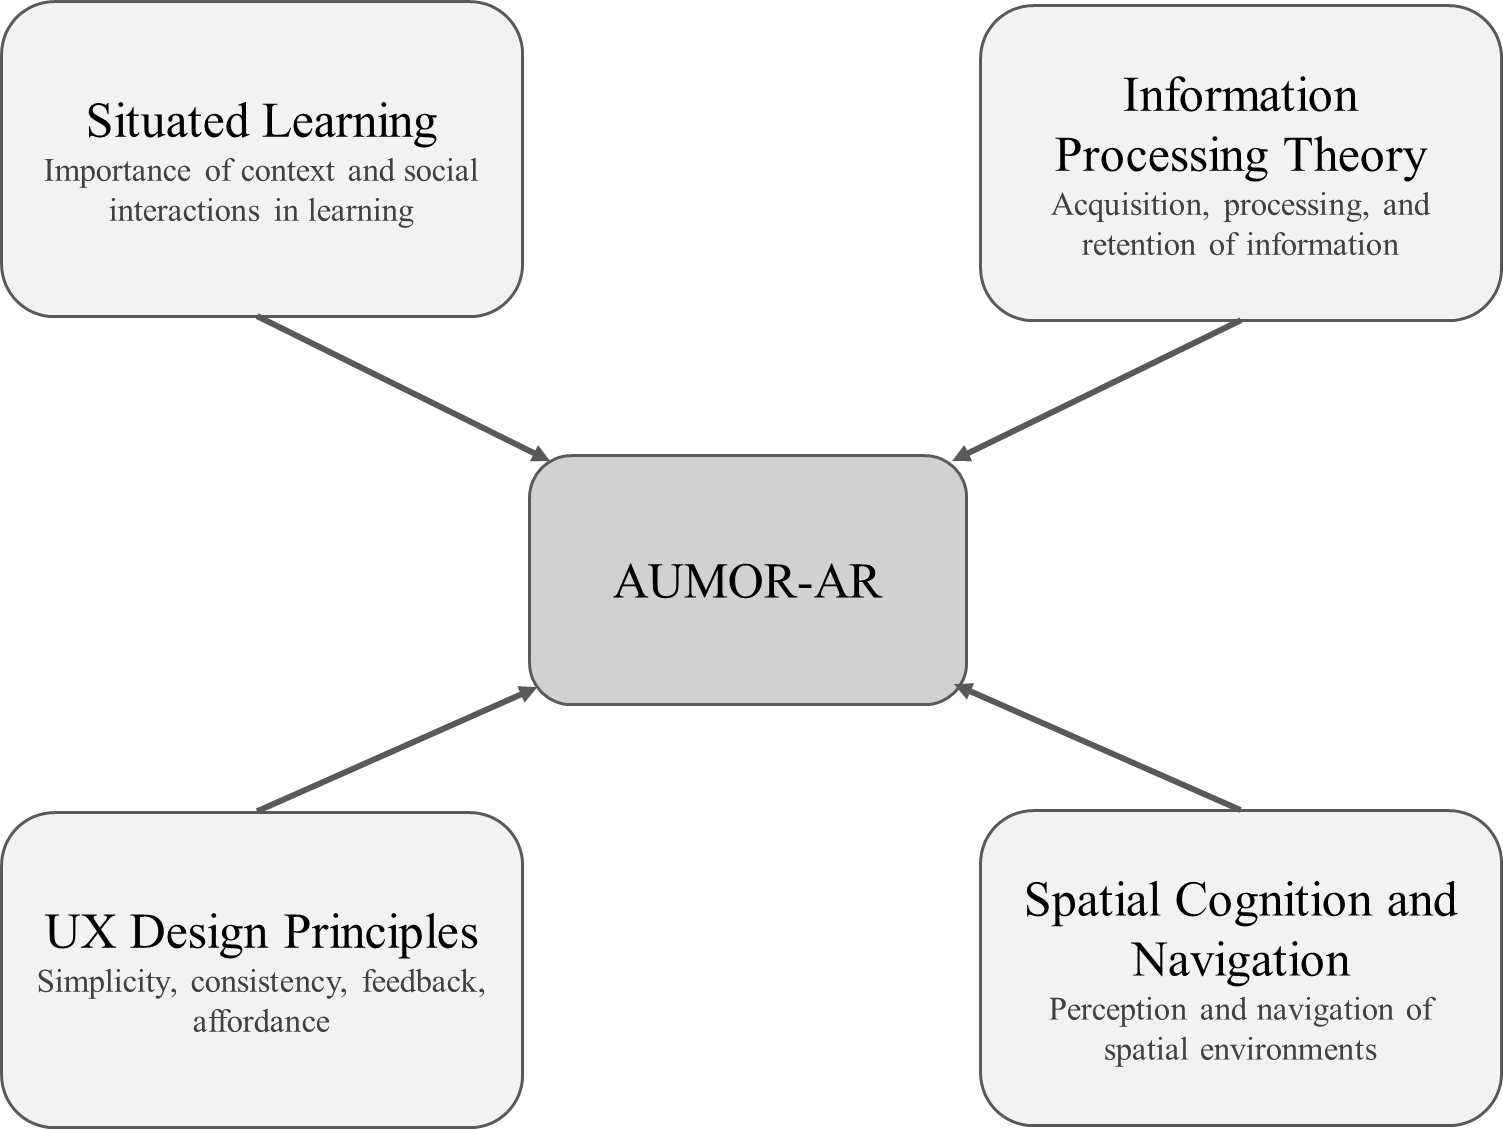 Situated Learning
Importance of context and social
interactions in learning
Information
Processing Theory
Acquisition, processing, and
retention of information
AUMOR-AR
UX Design Principles
Simplicity, consistency, feedback,
affordance
Spatial Cognition and
Navigation
Perception and navigation of
spatial environments